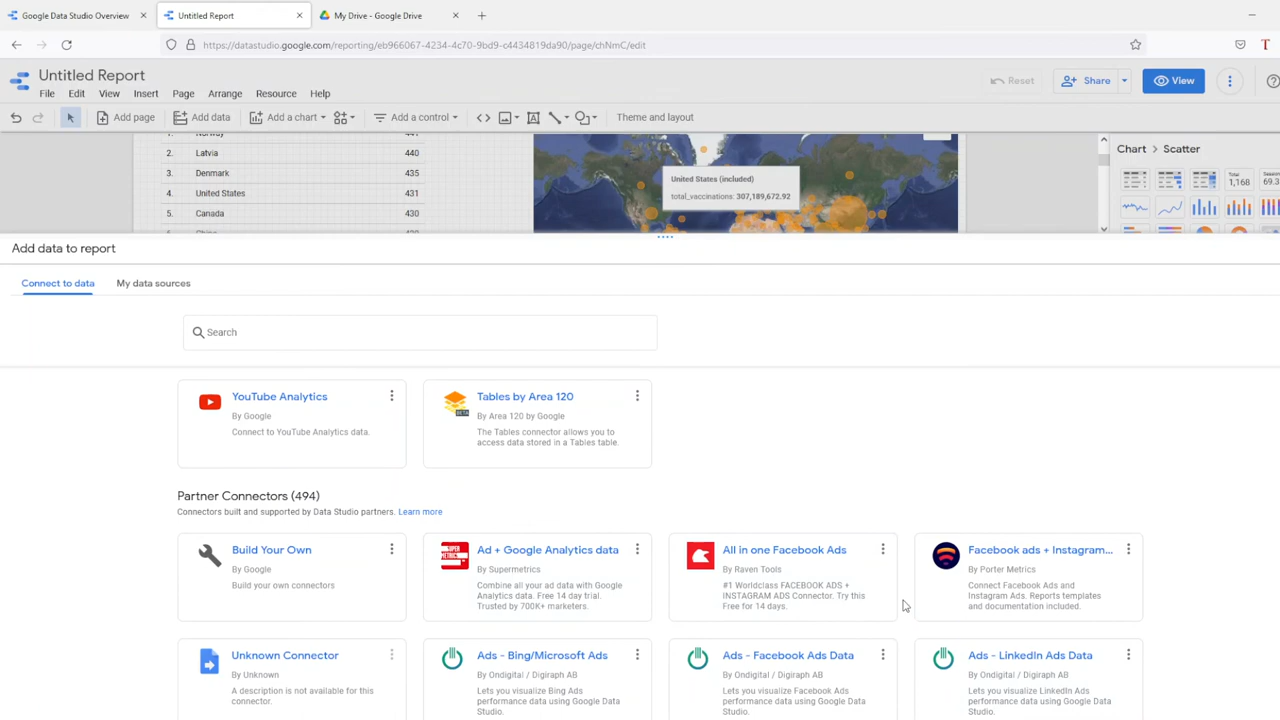 Google Data Studio Overview
Untitled Report
My Drive - Google Drive
https://datastudio.google.com/reporting/eb966067-4234-4c70-9bd9-c4434819da90/page/chNmC/edit
T
Untitled Report
Reset
Share
View
File Edit View Insert Page Arrange Resource Help
Add page
Add data
Add a chart
Add a control
Theme and layout
2. Latvia 440
3. Denmark 435
4. United States 431
5. Canada 430
United States (included)
total_vaccinations: 307,189,672.92
Chart > Scatter
Total
1,168
69.3
Add data to report
Connect to data
My data sources
Search
YouTube Analytics
By Google
Connect to YouTube Analytics data.
Tables by Area 120
BETA
By Area 120 by Google
The Tables connector allows you to
access data stored in a Tables table.
Partner Connectors (494)
Connectors built and supported by Data Studio partners. Learn more
Build Your Own
By Google
Build your own connectors
SUPER METRICS
Ad + Google Analytics data
By Supermetrics
Combine all your ad data with Google
Analytics data. Free 14 day trial.
Trusted by 700K+ marketers.
All in one Facebook Ads
By Raven Tools
#1 Worldclass FACEBOOK ADS +
INSTAGRAM ADS Connector. Try this
Free for 14 days.
Facebook ads + Instagram...
By Porter Metrics
Connect Facebook Ads and
Instagram Ads. Reports templates
and documentation included.
Unknown Connector
By Unknown
A description is not available for this
connector.
Ads - Bing/Microsoft Ads
By Ondigital / Digiraph AB
Lets you visualize Bing Ads
performance data using Google Data
Studio.
Ads - Facebook Ads Data
By Ondigital / Digiraph AB
Lets you visualize Facebook Ads
performance data using Google Data
Studio.
Ads - LinkedIn Ads Data
By Ondigital / Digiraph AB
Lets you visualize LinkedIn Ads
performance data using Google Data
Studio.